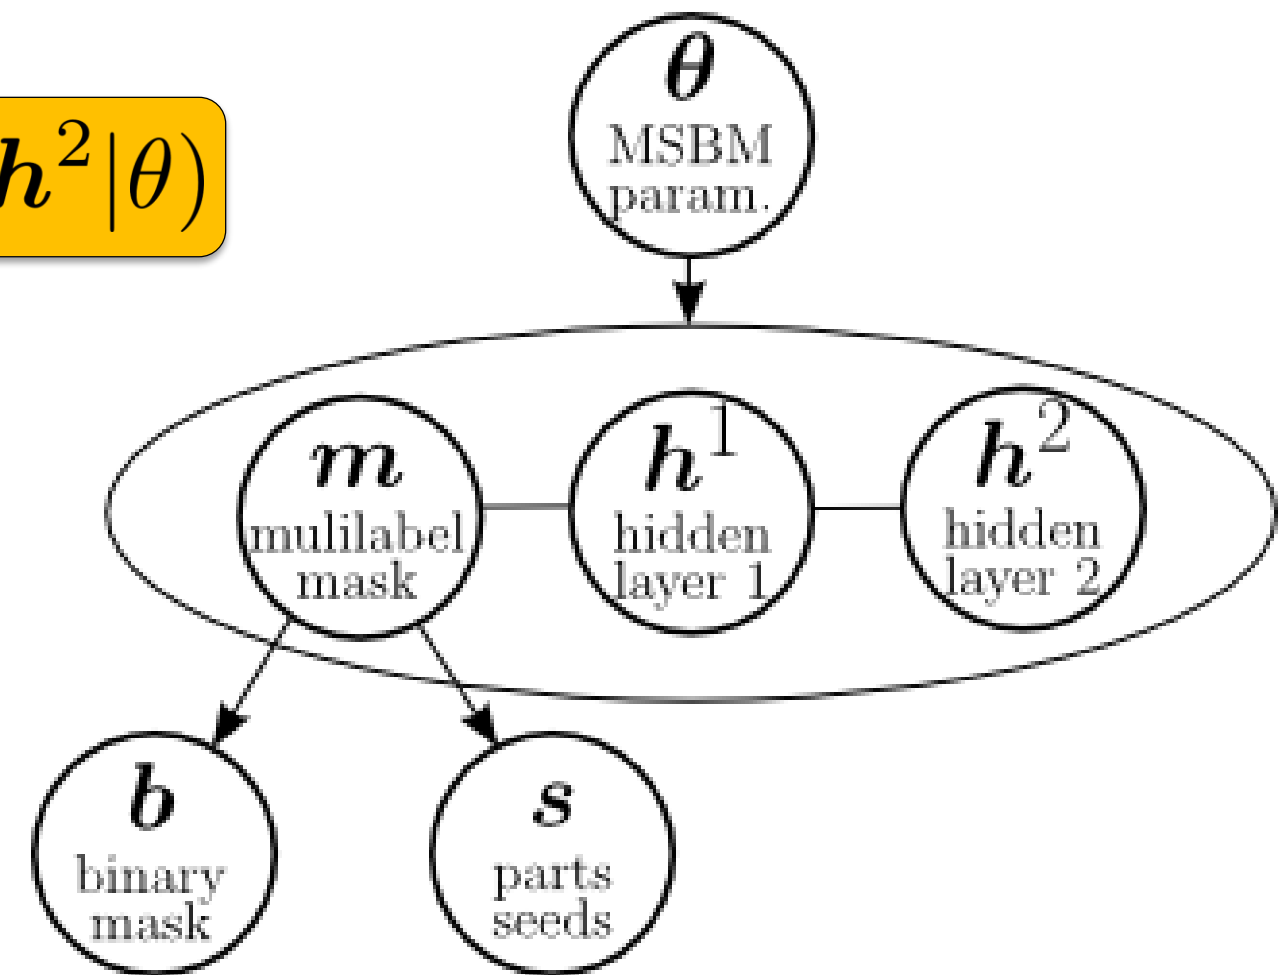 θ
MSBM
param.
h²|θ)
m
mulilabel
mask
h¹
hidden
layer 1
h²
hidden
layer 2
b
binary
mask
s
parts
seeds